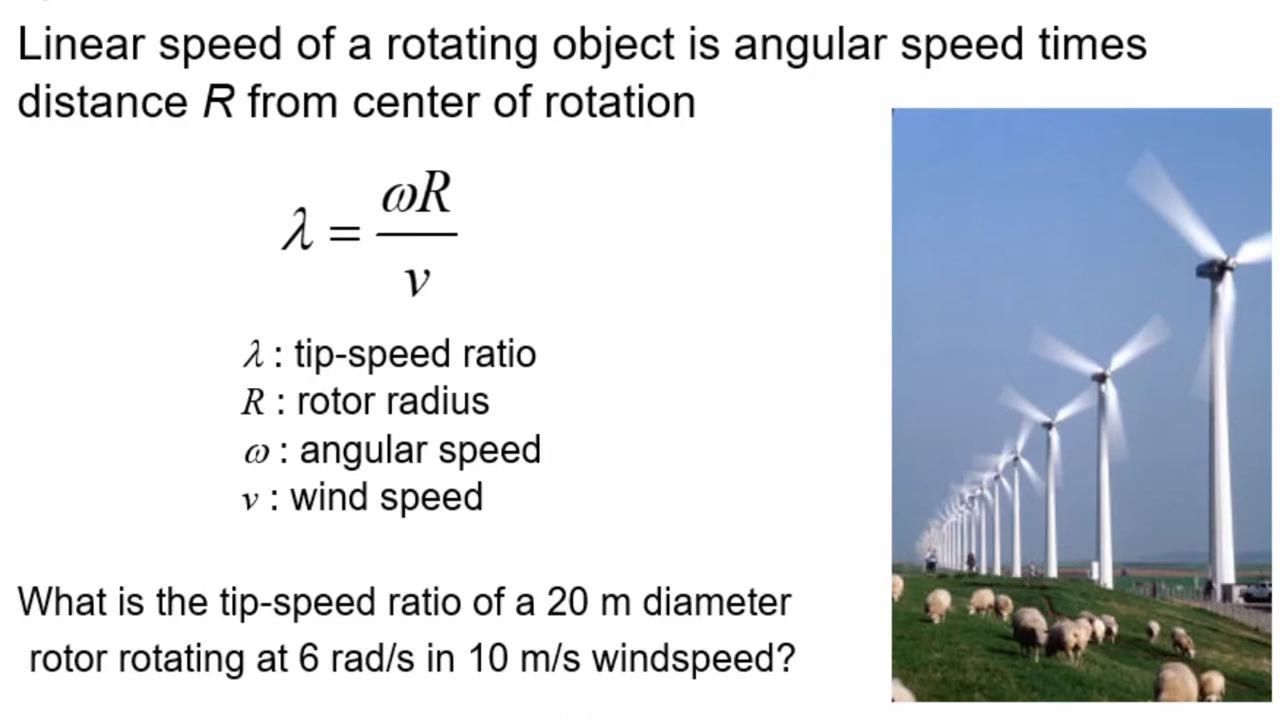 Linear speed of a rotating object is angular speed times
distance R from center of rotation
λ = ωR / v
λ : tip-speed ratio
R : rotor radius
ω : angular speed
v : wind speed
What is the tip-speed ratio of a 20 m diameter
rotor rotating at 6 rad/s in 10 m/s windspeed?